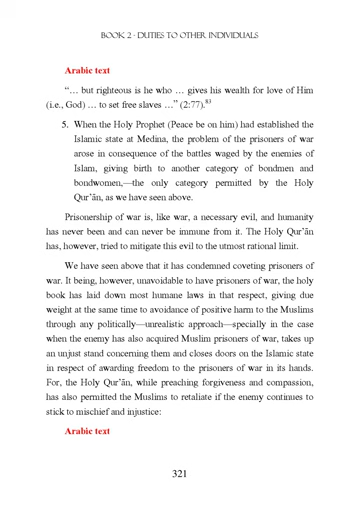 BOOK 2 - DUTIES TO OTHER INDIVIDUALS
Arabic text
“… but righteous is he who … gives his wealth for love of Him
(i.e., God) … to set free slaves …” (2:77).83
5. When the Holy Prophet (Peace be on him) had established the
Islamic state at Medina, the problem of the prisoners of war
arose in consequence of the battles waged by the enemies of
Islam, giving birth to another category of bondmen and
bondwomen,—the only category permitted by the Holy
Qur’ān, as we have seen above.
Prisonership of war is, like war, a necessary evil, and humanity
has never been and can never be immune from it. The Holy Qur’ān
has, however, tried to mitigate this evil to the utmost rational limit.
We have seen above that it has condemned coveting prisoners of
war. It being, however, unavoidable to have prisoners of war, the holy
book has laid down most humane laws in that respect, giving due
weight at the same time to avoidance of positive harm to the Muslims
through any politically—unrealistic approach—specially in the case
when the enemy has also acquired Muslim prisoners of war, takes up
an unjust stand concerning them and closes doors on the Islamic state
in respect of awarding freedom to the prisoners of war in its hands.
For, the Holy Qur’ān, while preaching forgiveness and compassion,
has also permitted the Muslims to retaliate if the enemy continues to
stick to mischief and injustice:
Arabic text
321